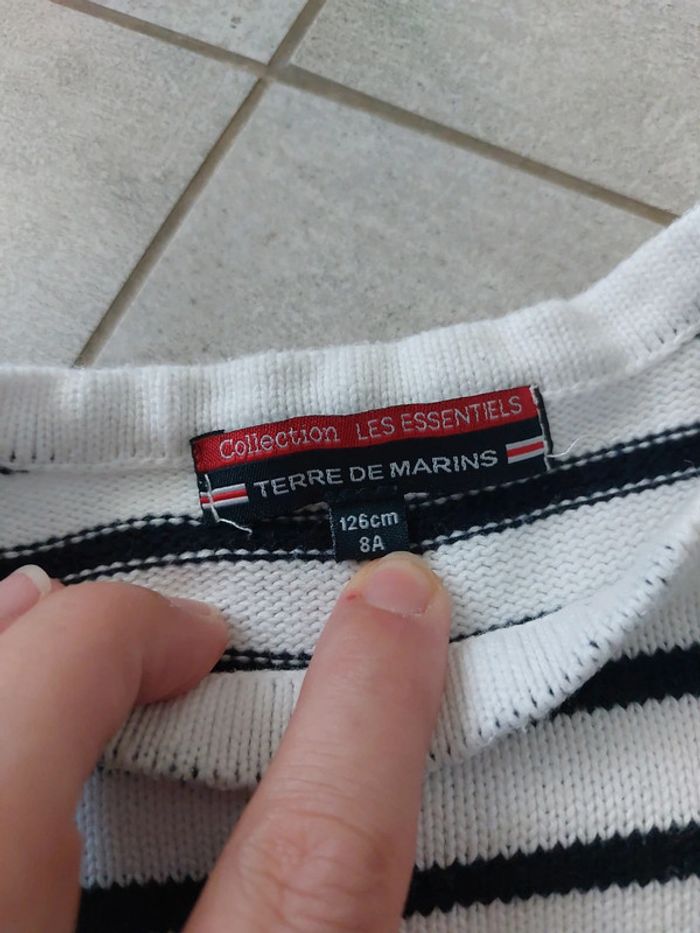 Collection LES ESSENTIELS
TERRE DE MARINS
126cm
8A